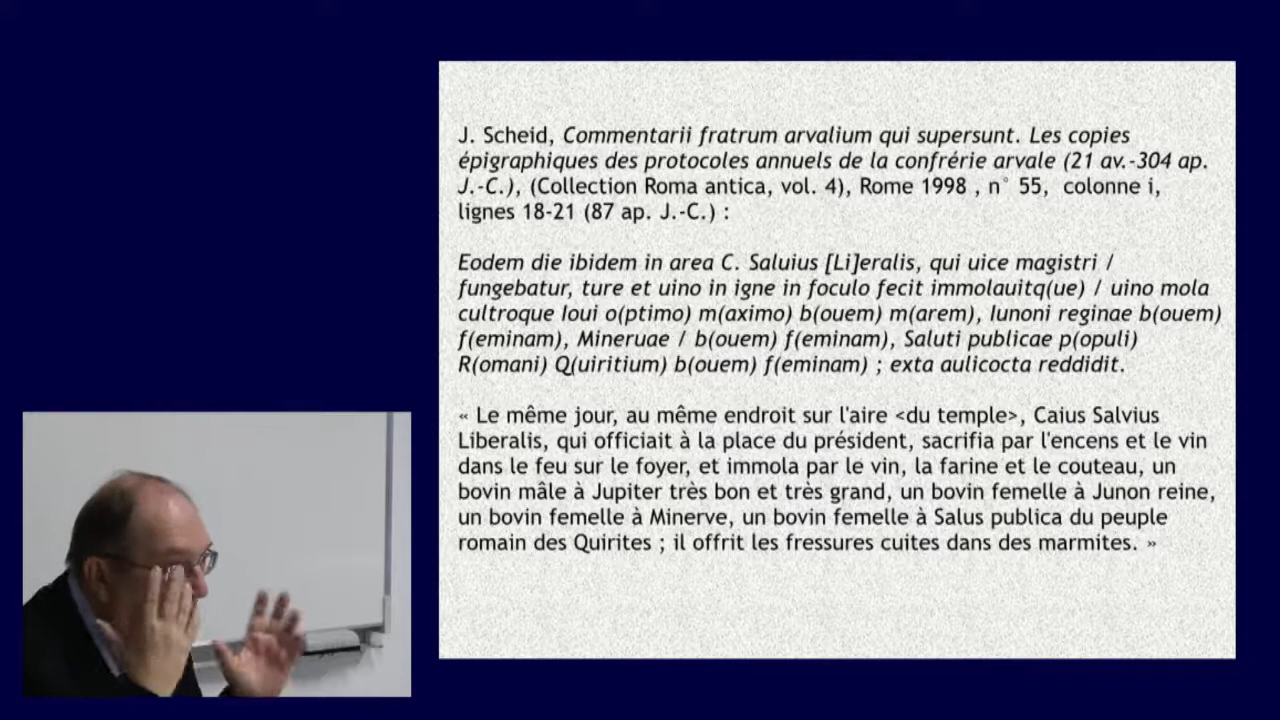 J. Scheid, Commentarii fratrum arvalium qui supersunt. Les copies
épigraphiques des protocoles annuels de la confrérie arvale (21 av.-304 ap.
J.-C.), (Collection Roma antica, vol. 4), Rome 1998 , n° 55, colonne i,
lignes 18-21 (87 ap. J.-C.) :
Eodem die ibidem in area C. Saluius [Li]eralis, qui uice magistri /
fungebatur, ture et uino in igne in foculo fecit immolauitq(ue) / uino mola
cultroque Ioui o(ptimo) m(aximo) b(ouem) m(arem), Iunoni reginae b(ouem)
f(eminam), Mineruae / b(ouem) f(eminam), Saluti publicae p(opuli)
R(omani) Q(uiritium) b(ouem) f(eminam) ; exta aulicocta reddidit.
« Le même jour, au même endroit sur l'aire <du temple>, Caius Salvius
Liberalis, qui officiait à la place du président, sacrifia par l'encens et le vin
dans le feu sur le foyer, et immola par le vin, la farine et le couteau, un
bovin mâle à Jupiter très bon et très grand, un bovin femelle à Junon reine,
un bovin femelle à Minerve, un bovin femelle à Salus publica du peuple
romain des Quirites ; il offrit les fressures cuites dans des marmites. »